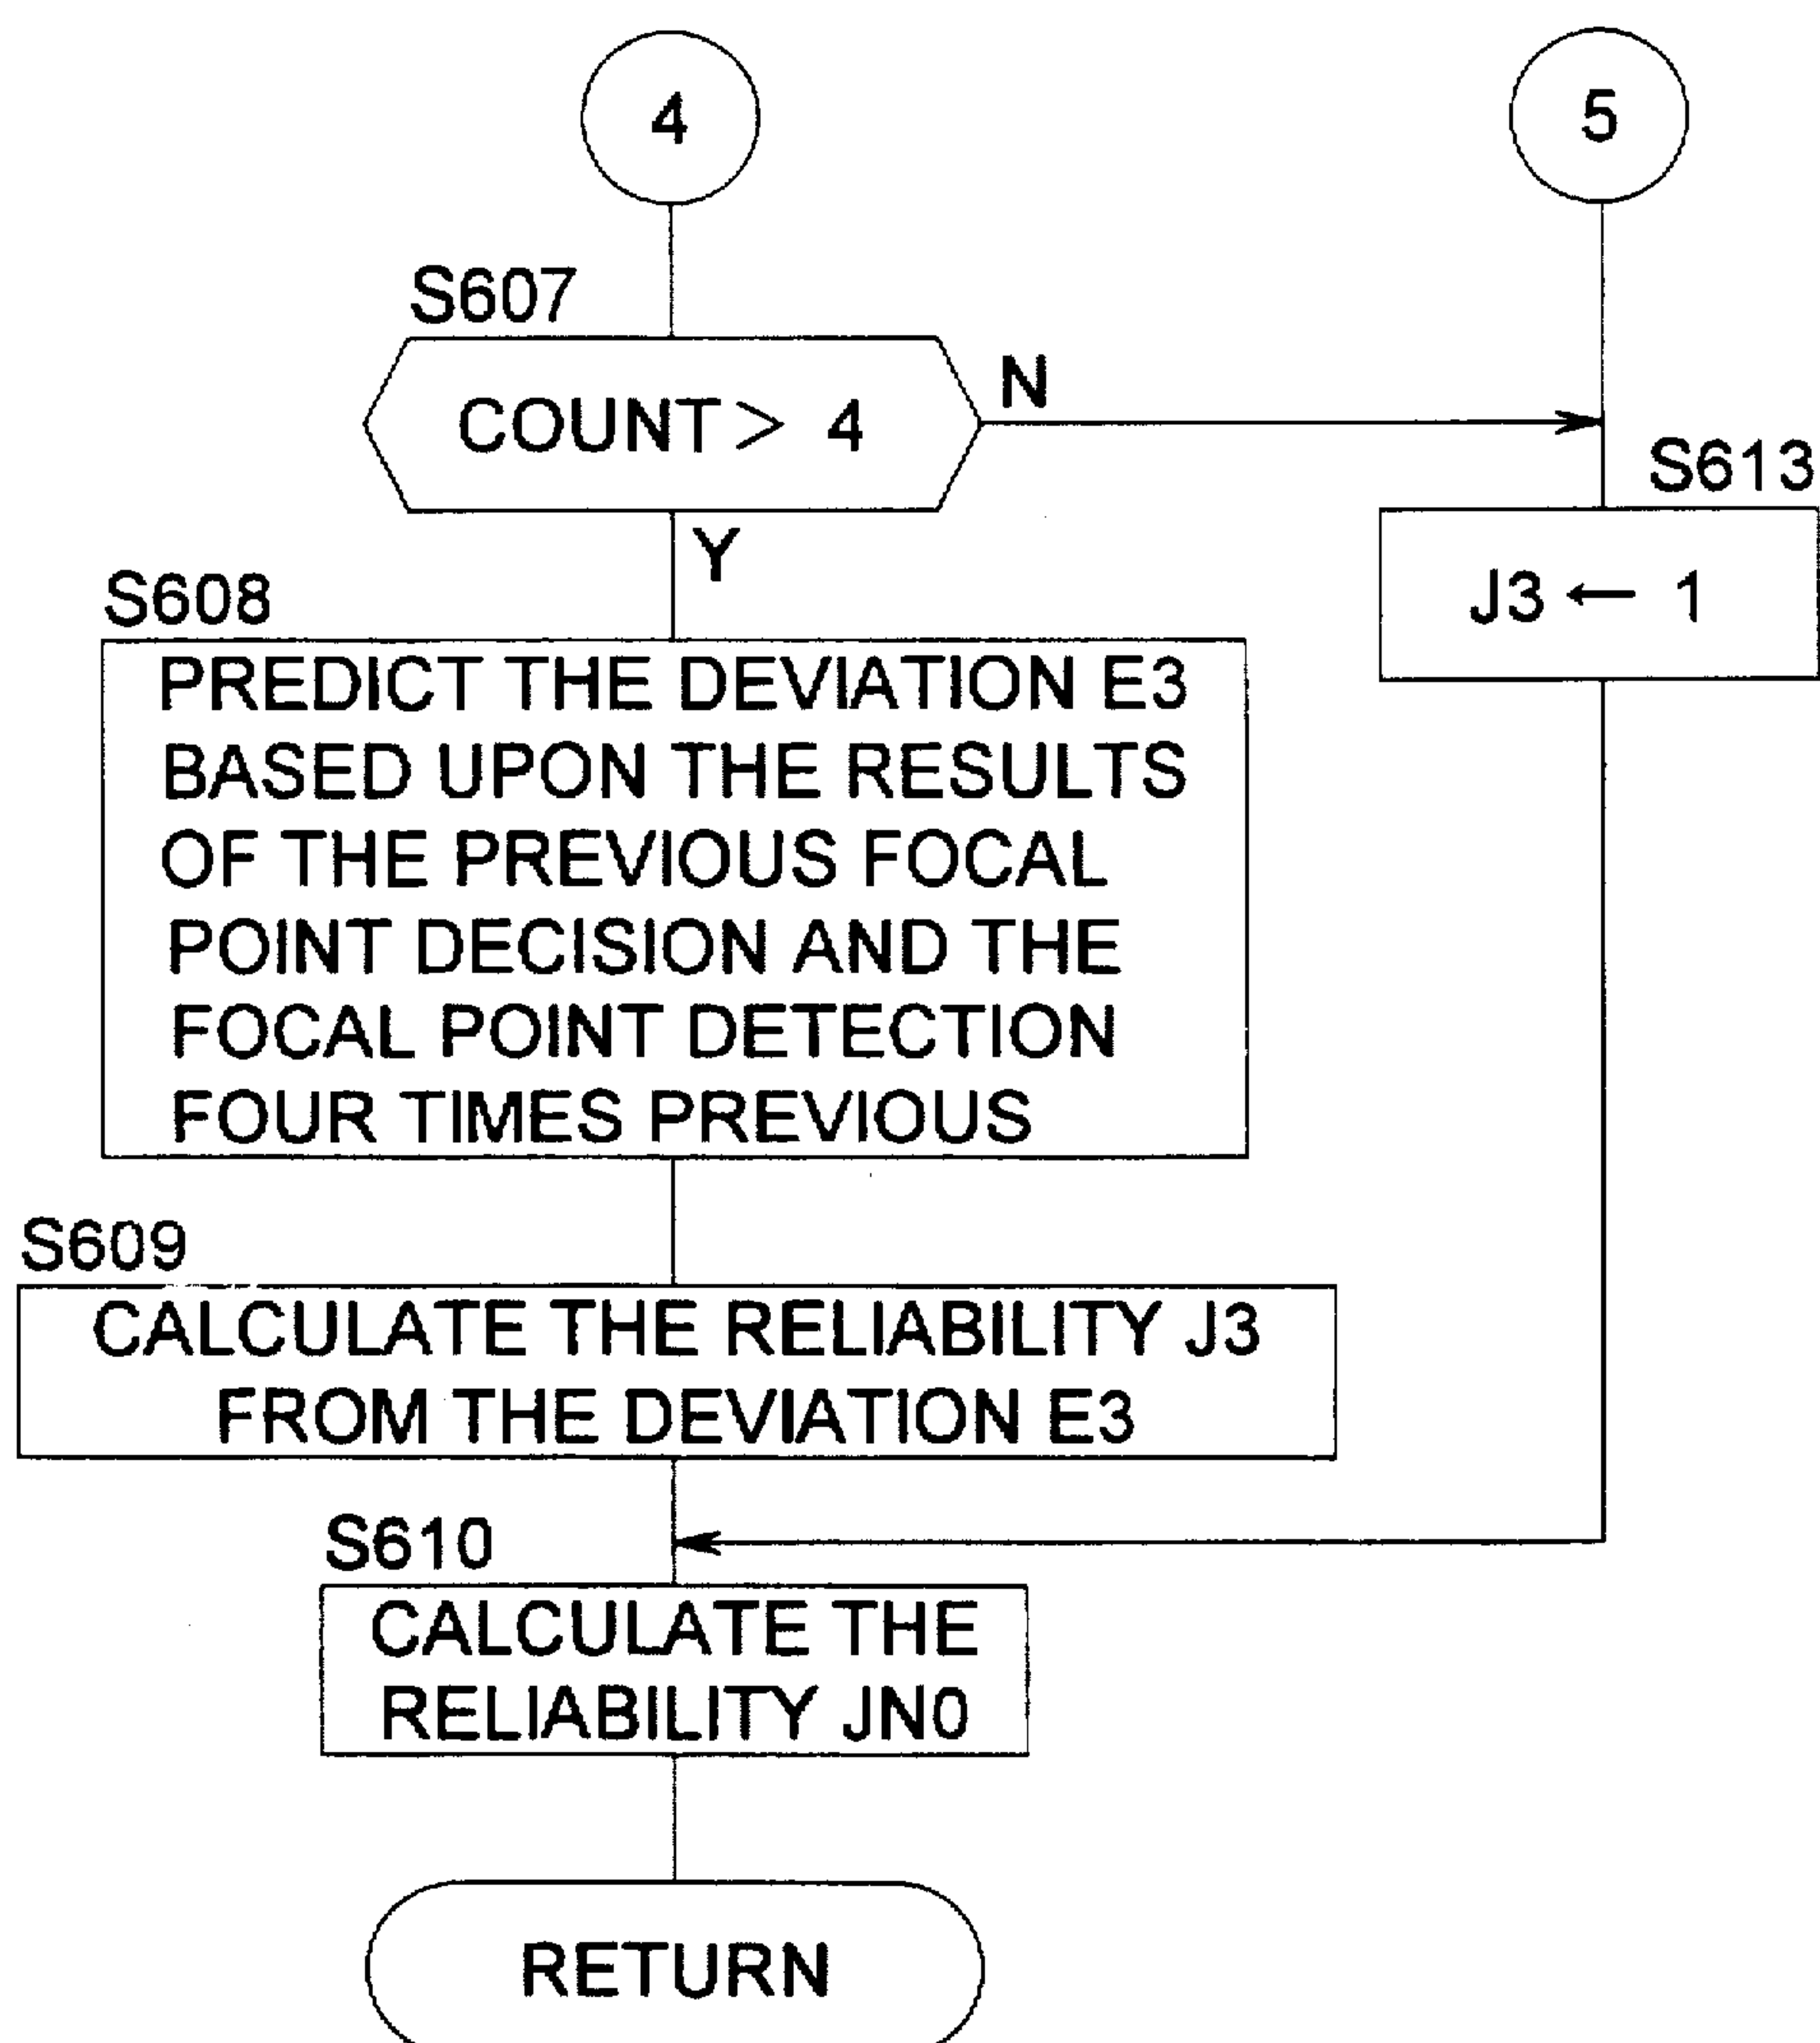 4
5
S607
COUNT > 4
N
Y
S613
J3 ← 1
S608
PREDICT THE DEVIATION E3
BASED UPON THE RESULTS
OF THE PREVIOUS FOCAL
POINT DECISION AND THE
FOCAL POINT DETECTION
FOUR TIMES PREVIOUS
S609
CALCULATE THE RELIABILITY J3
FROM THE DEVIATION E3
S610
CALCULATE THE
RELIABILITY JN0
RETURN